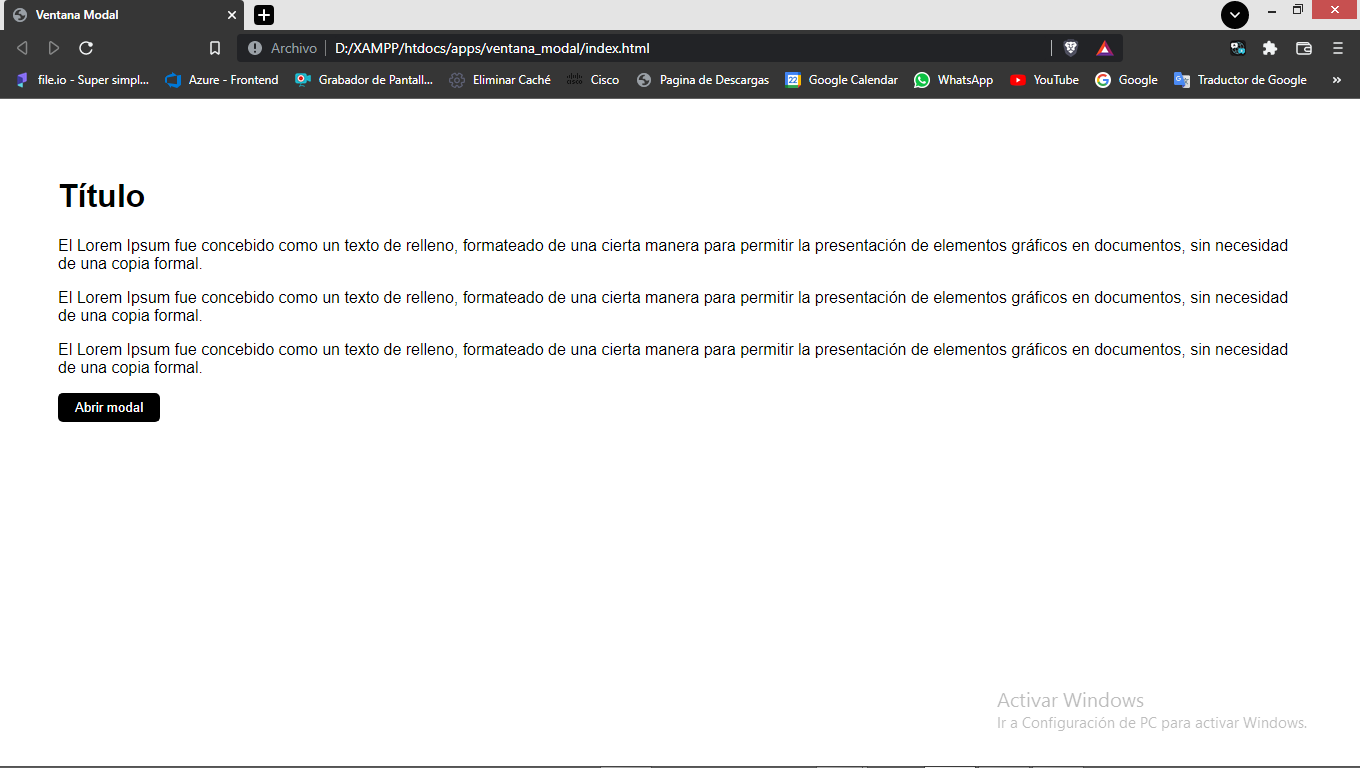 Ventana Modal
Archivo D:/XAMPP/htdocs/apps/ventana_modal/index.html
file.io - Super simpl... Azure - Frontend Grabador de Pantall... Eliminar Caché Cisco Pagina de Descargas Google Calendar WhatsApp YouTube Google Traductor de Google »
Título
El Lorem Ipsum fue concebido como un texto de relleno, formateado de una cierta manera para permitir la presentación de elementos gráficos en documentos, sin necesidad
de una copia formal.
El Lorem Ipsum fue concebido como un texto de relleno, formateado de una cierta manera para permitir la presentación de elementos gráficos en documentos, sin necesidad
de una copia formal.
El Lorem Ipsum fue concebido como un texto de relleno, formateado de una cierta manera para permitir la presentación de elementos gráficos en documentos, sin necesidad
de una copia formal.
Abrir modal
Activar Windows
Ir a Configuración de PC para activar Windows.